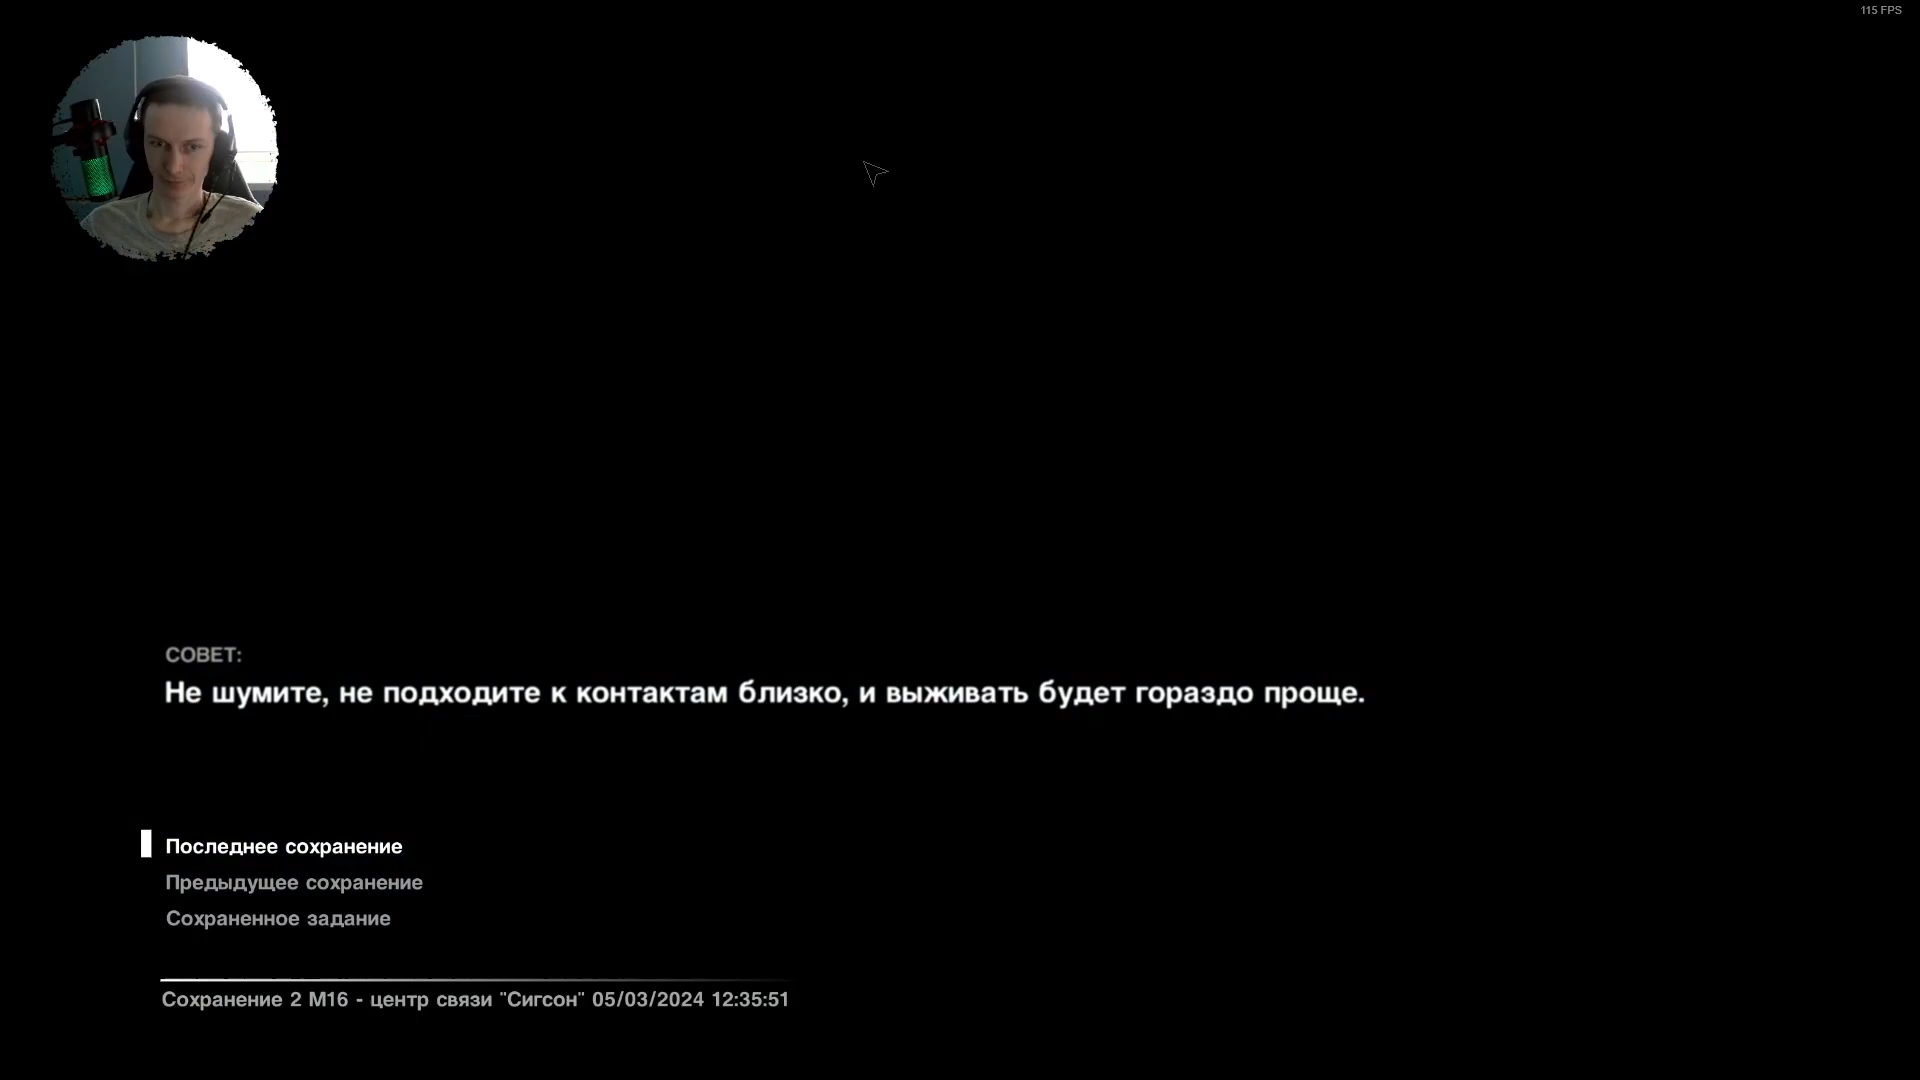 115 FPS
СОВЕТ:
Не шумите, не подходите к контактам близко, и выживать будет гораздо проще.
Последнее сохранение
Предыдущее сохранение
Сохраненное задание
Сохранение 2 М16 - центр связи "Сигсон" 05/03/2024 12:35:51